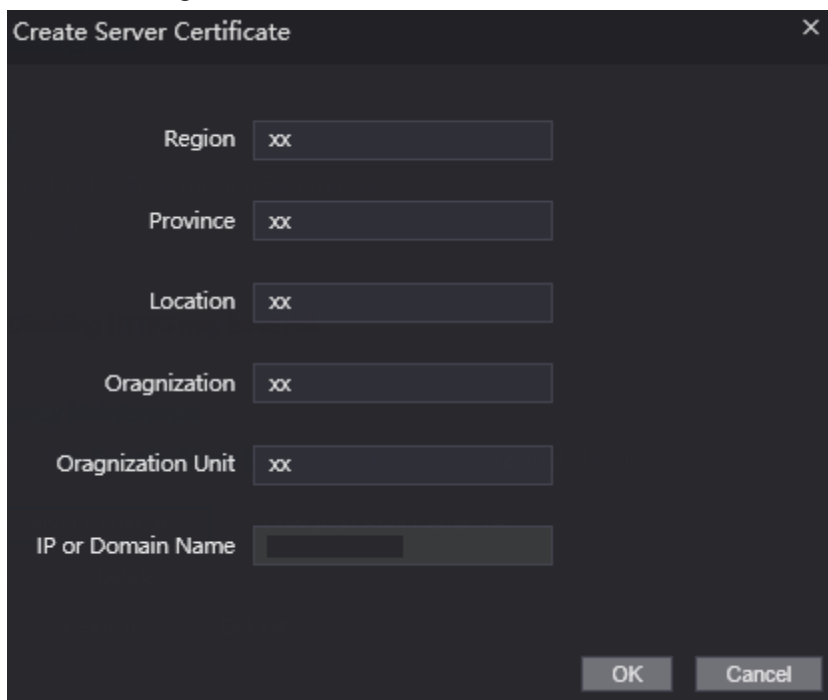 Create Server Certificate ×
Region xx
Province xx
Location xx
Oragnization xx
Oragnization Unit xx
IP or Domain Name
OK Cancel